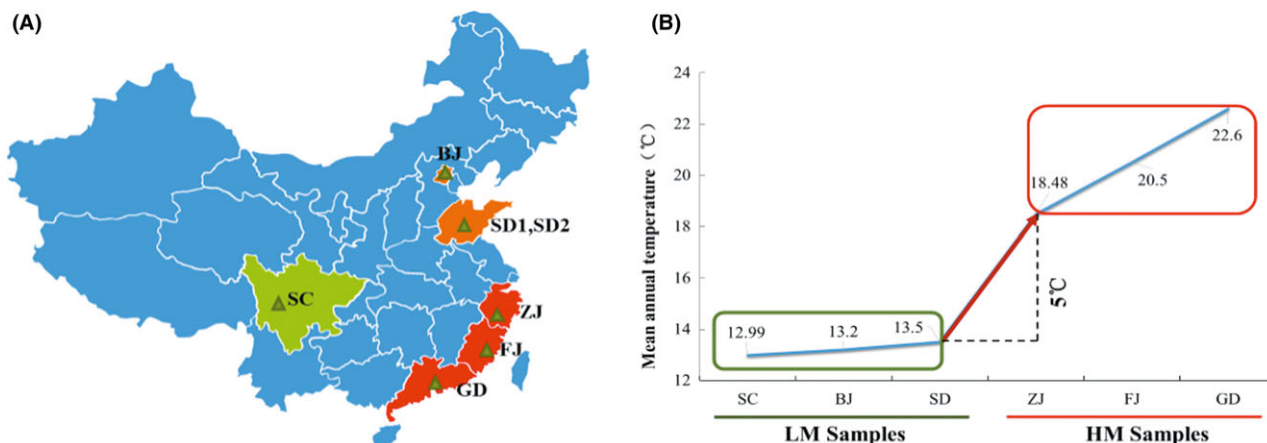 (A)
BJ
SD1,SD2
SC
ZJ
FJ
GD
(B)
Mean annual temperature（℃）
24
22
20
18
16
14
12
12.99
13.2
13.5
18.48
20.5
22.6
5℃
SC BJ SD ZJ FJ GD
LM Samples HM Samples